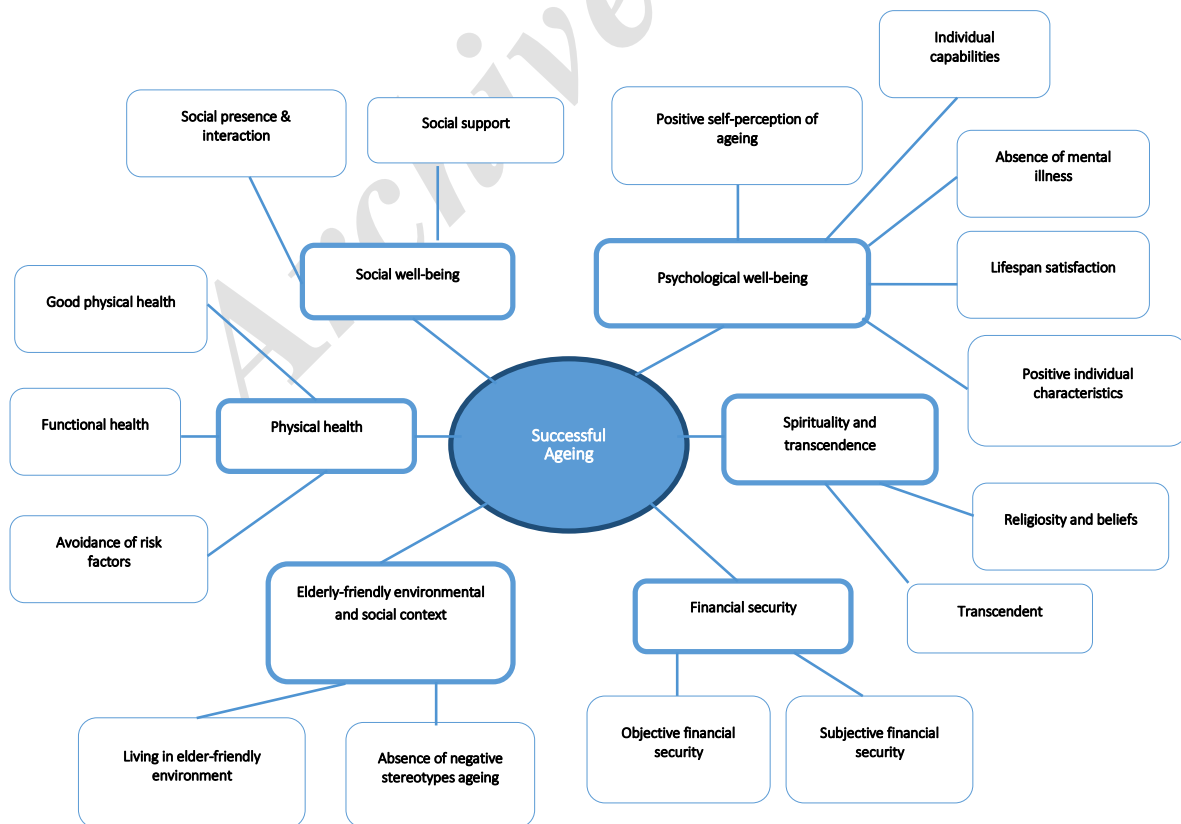 Individual
capabilities
Social presence &
interaction
Social support
Positive self-perception of
ageing
Absence of mental
illness
Social well-being
Psychological well-being
Lifespan satisfaction
Good physical health
Positive individual
characteristics
Functional health
Physical health
Successful
Ageing
Spirituality and
transcendence
Avoidance of risk
factors
Religiosity and beliefs
Elderly-friendly environmental
and social context
Financial security
Transcendent
Living in elder-friendly
environment
Absence of negative
stereotypes ageing
Objective financial
security
Subjective financial
security
Archive